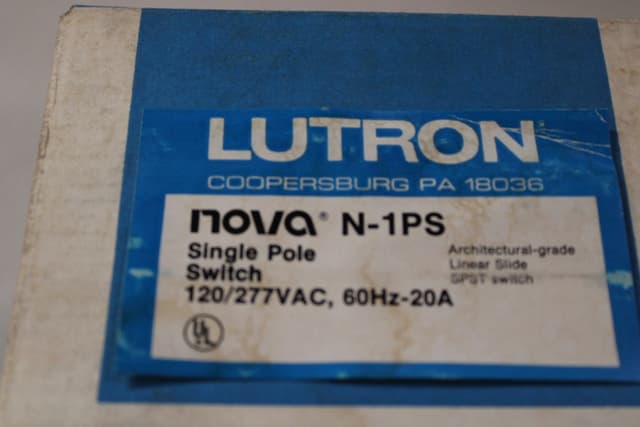 LUTRON
COOPERSBURG PA 18036
nova® N-1PS
Single Pole
Switch
120/277VAC, 60Hz-20A
Architectural-grade
Linear Slide
SPST switch
UL